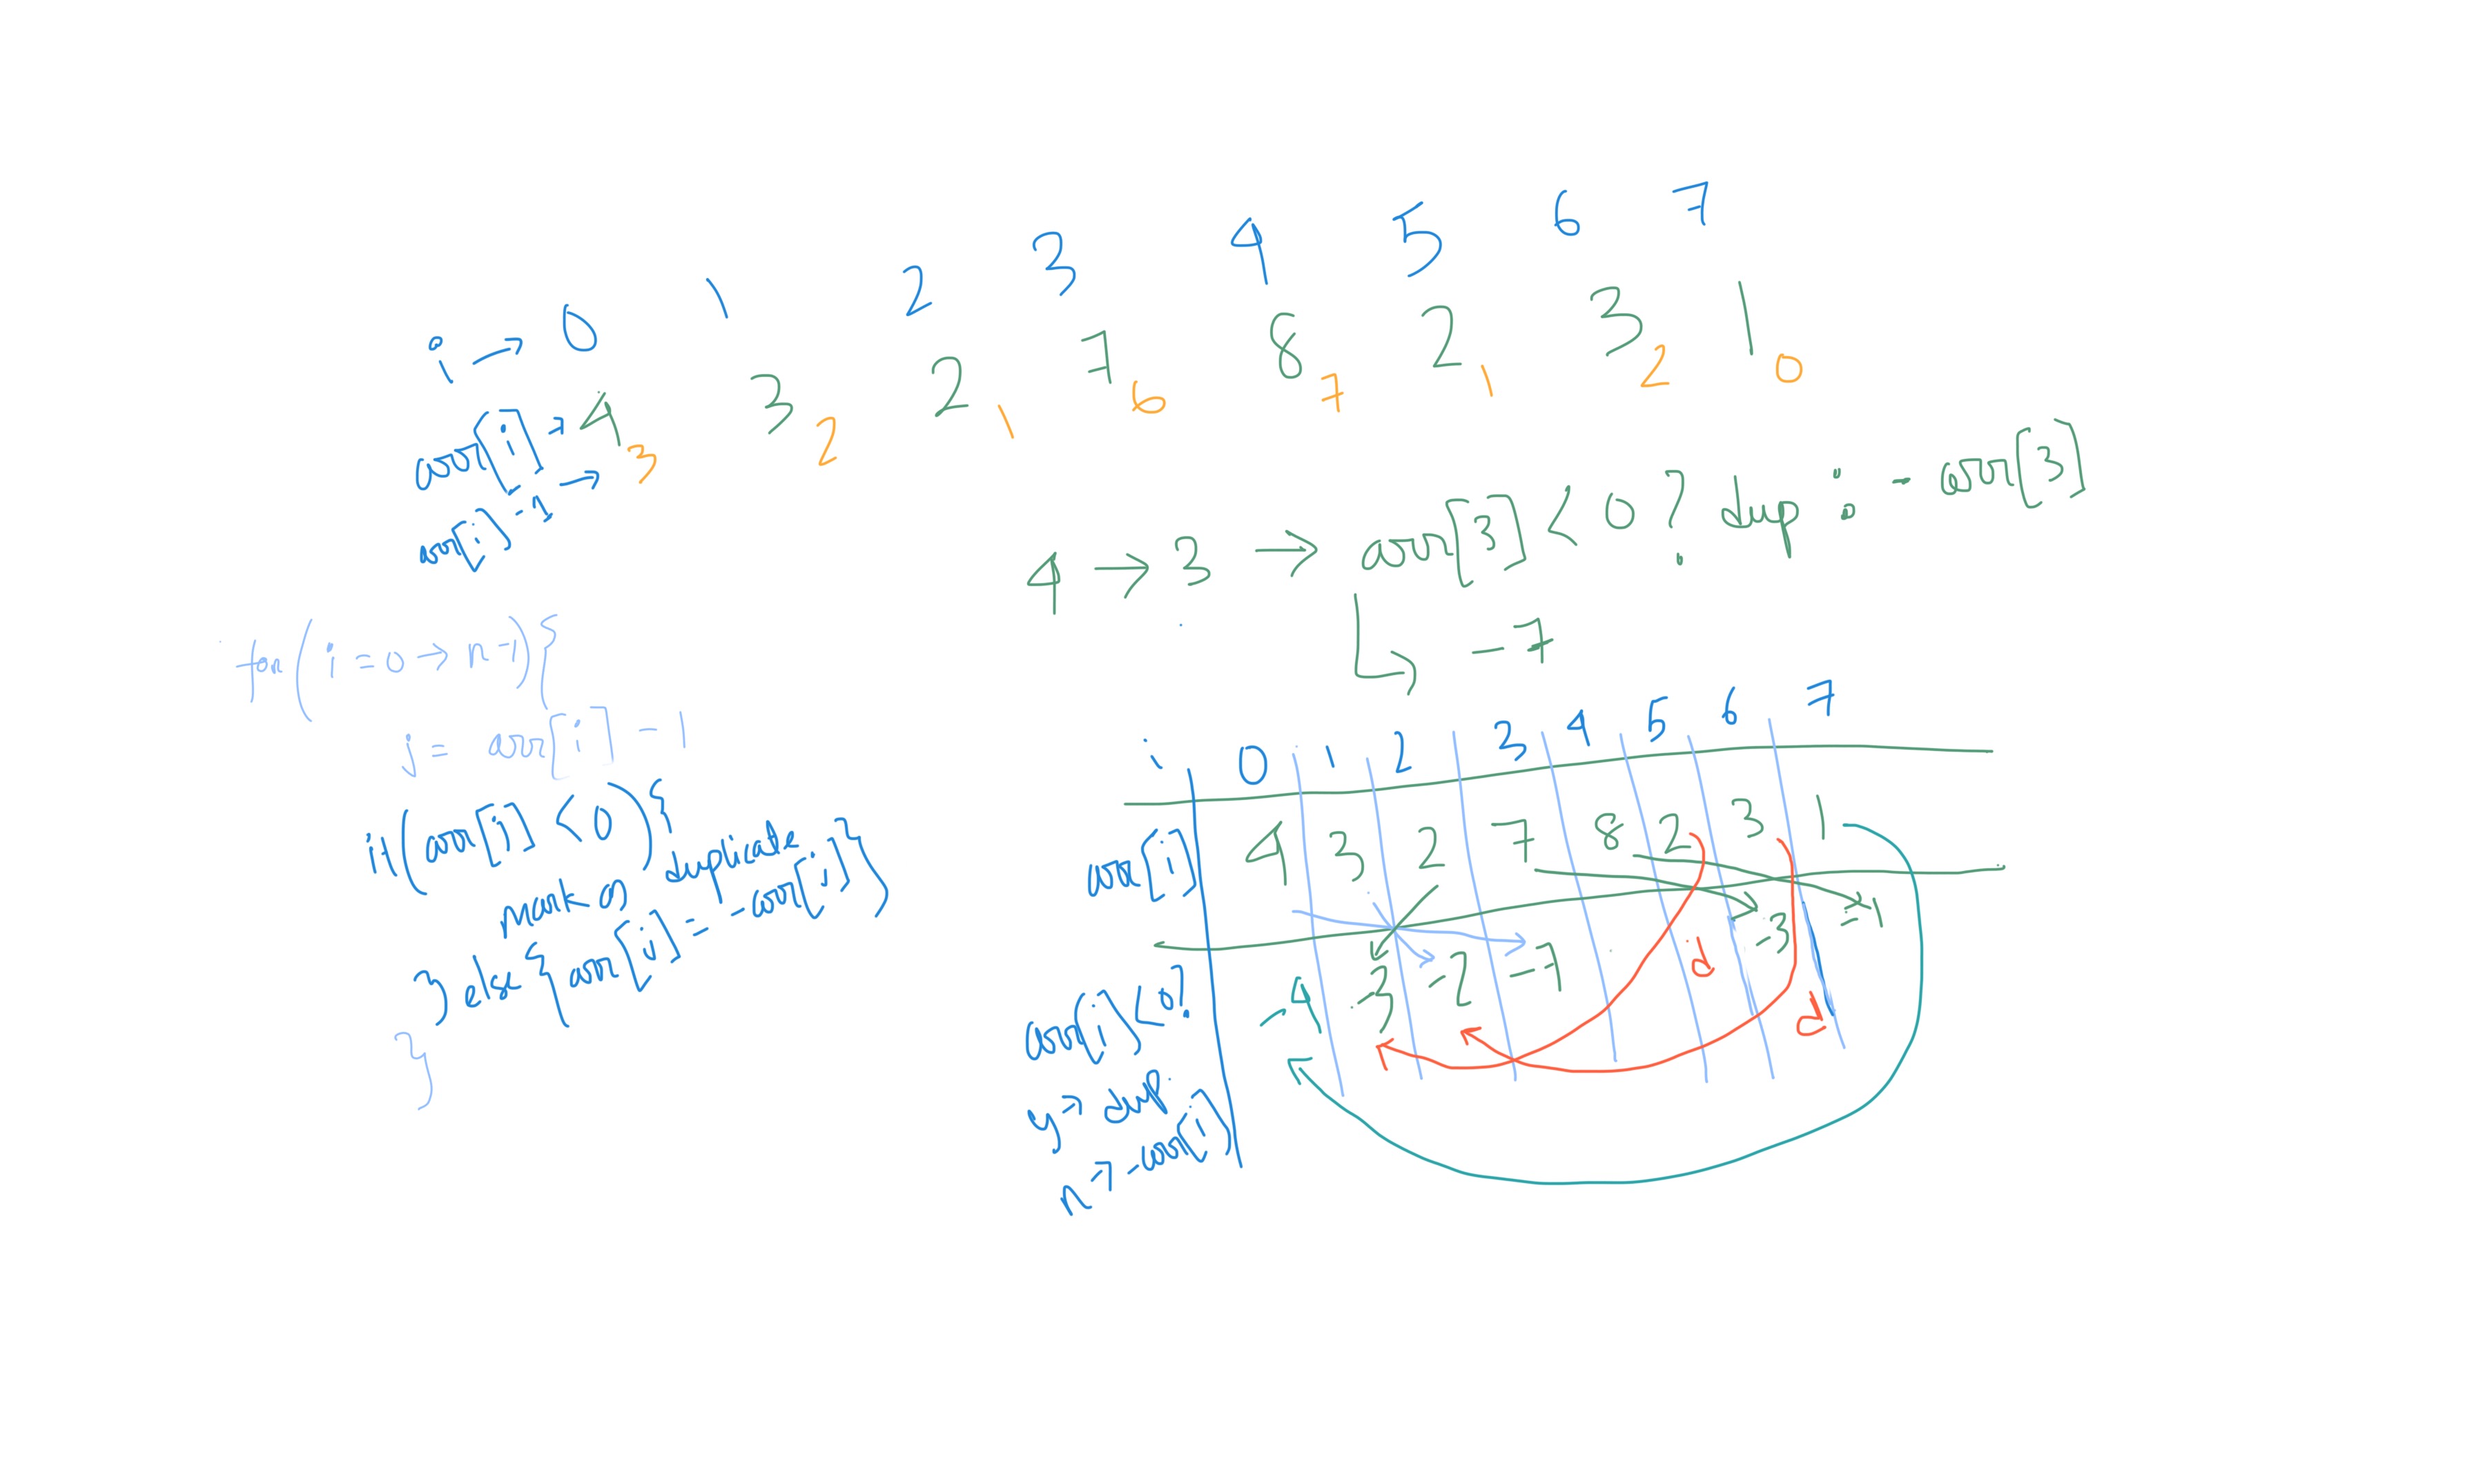 i → 0 1 2 3 4 5 6 7
arr[i] → 4 3 2 7 8 2 3 1
arr[i] -1 → 3 2 1 6 7 1 2 0
4 → 3 → arr[3] < 0 ? dup : - arr[3]
- 7
for (i = 0 → n-1) {
j = arr[i] - 1
if (arr[j] < 0) {
mark as duplicate
} else { arr[j] = - arr[j] }
}
i 0 1 2 3 4 5 6 7
arr[i] 4 3 2 7 8 2 3 1
arr[j] < 0? -4 -3 -2 -7 d -3 -1
d
y → dup.
n → -arr[j]